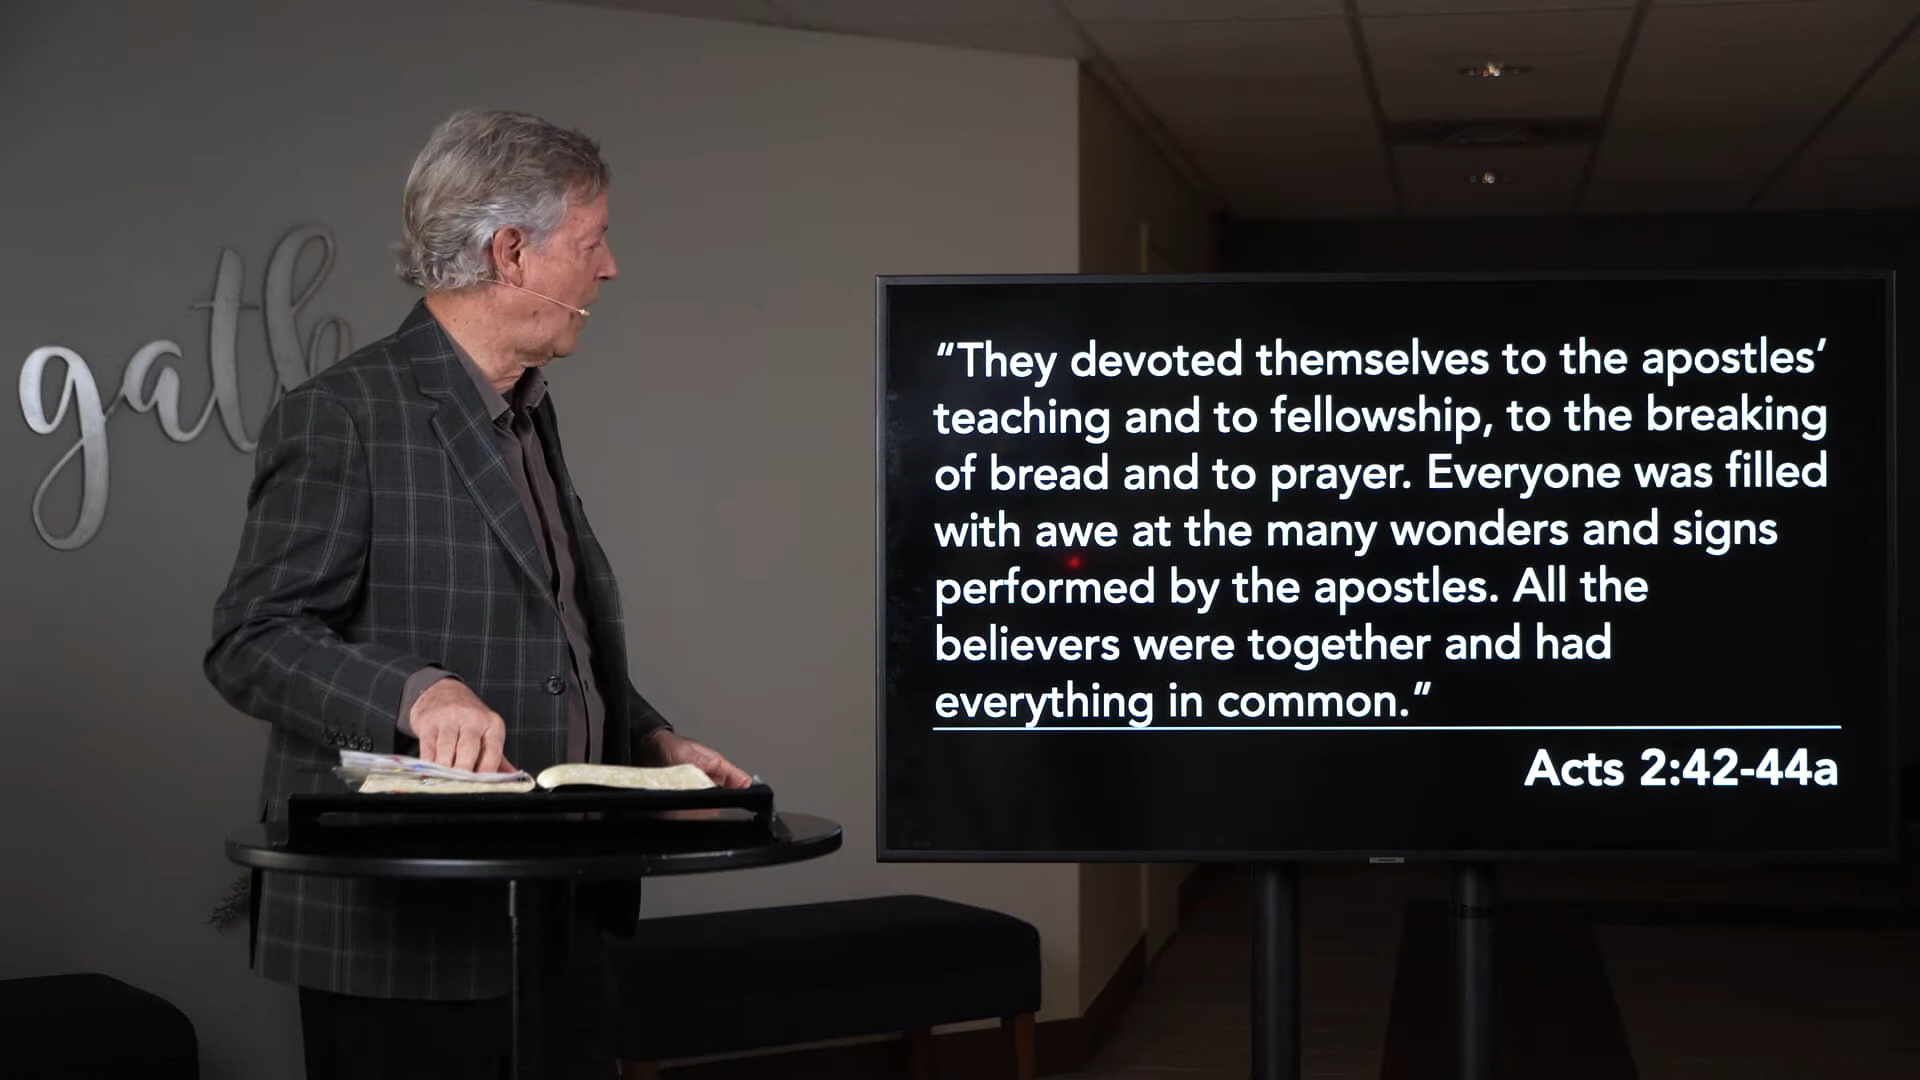 gath
“They devoted themselves to the apostles’
teaching and to fellowship, to the breaking
of bread and to prayer. Everyone was filled
with awe at the many wonders and signs
performed by the apostles. All the
believers were together and had
everything in common.”
Acts 2:42-44a